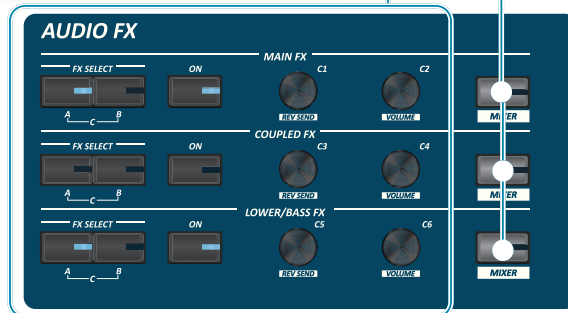 AUDIO FX
MAIN FX
FX SELECT ON C1 C2
A B
C
REV SEND VOLUME MIXER
COUPLED FX
FX SELECT ON C3 C4
A B
C
REV SEND VOLUME MIXER
LOWER/BASS FX
FX SELECT ON C5 C6
A B
C
REV SEND VOLUME MIXER